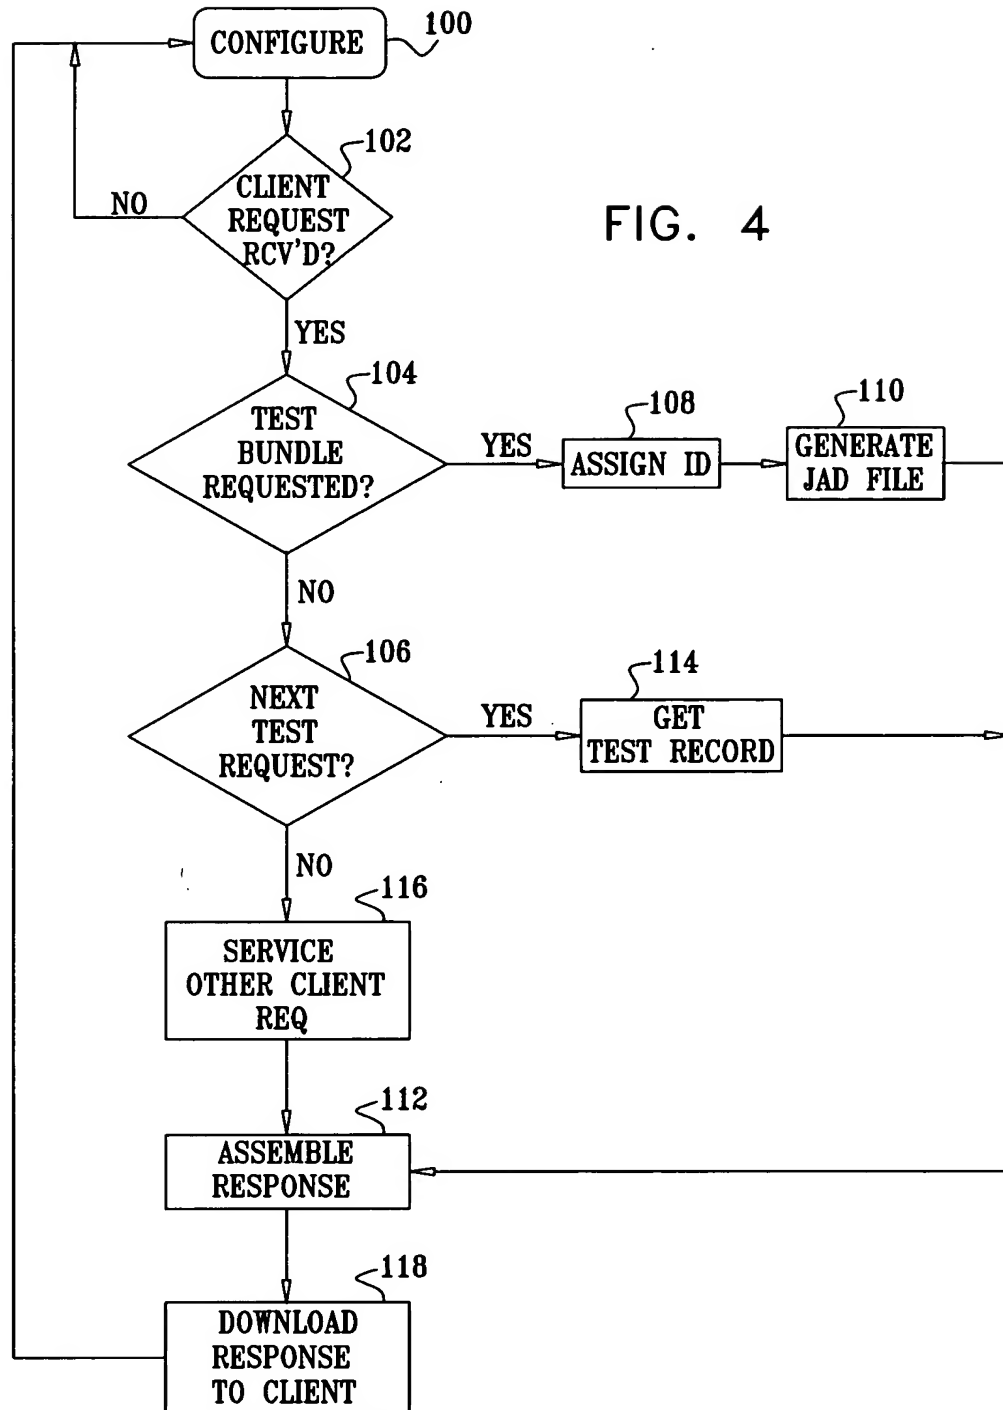 CONFIGURE
100
102
CLIENT
REQUEST
RCV'D?
NO
FIG. 4
YES
104
TEST
BUNDLE
REQUESTED?
YES
108
ASSIGN ID
110
GENERATE
JAD FILE
NO
106
NEXT
TEST
REQUEST?
YES
114
GET
TEST RECORD
NO
116
SERVICE
OTHER CLIENT
REQ
112
ASSEMBLE
RESPONSE
118
DOWNLOAD
RESPONSE
TO CLIENT